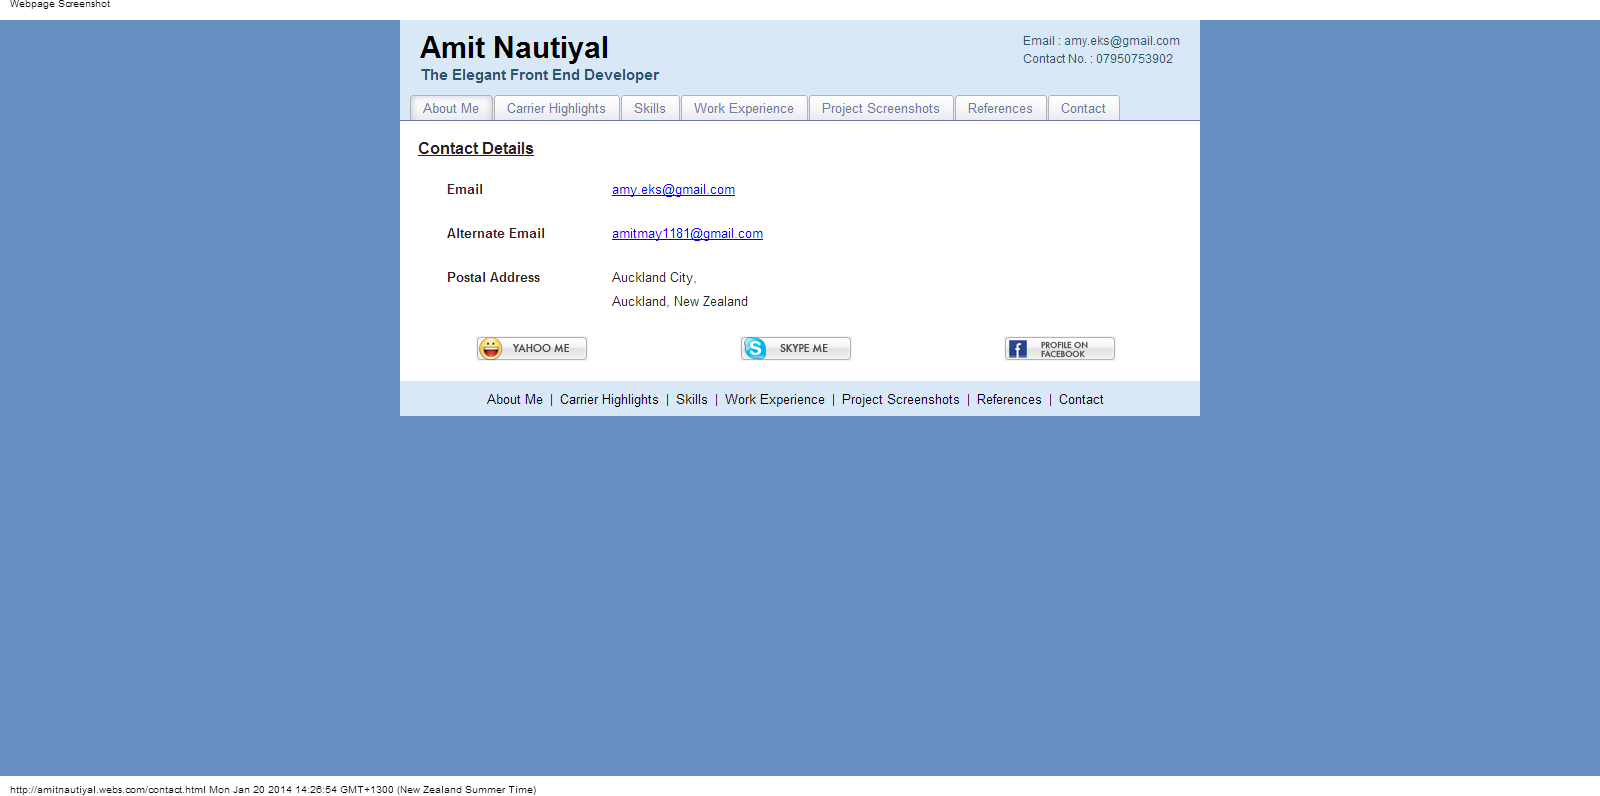 Webpage Screenshot
Amit Nautiyal
The Elegant Front End Developer
Email : amy.eks@gmail.com
Contact No. : 07950753902
About Me Carrier Highlights Skills Work Experience Project Screenshots References Contact
Contact Details
Email amy.eks@gmail.com
Alternate Email amitmay1181@gmail.com
Postal Address Auckland City,
Auckland, New Zealand
YAHOO ME SKYPE ME PROFILE ON
FACEBOOK
About Me | Carrier Highlights | Skills | Work Experience | Project Screenshots | References | Contact
http://amitnautiyal.webs.com/contact.html Mon Jan 20 2014 14:26:54 GMT+1300 (New Zealand Summer Time)